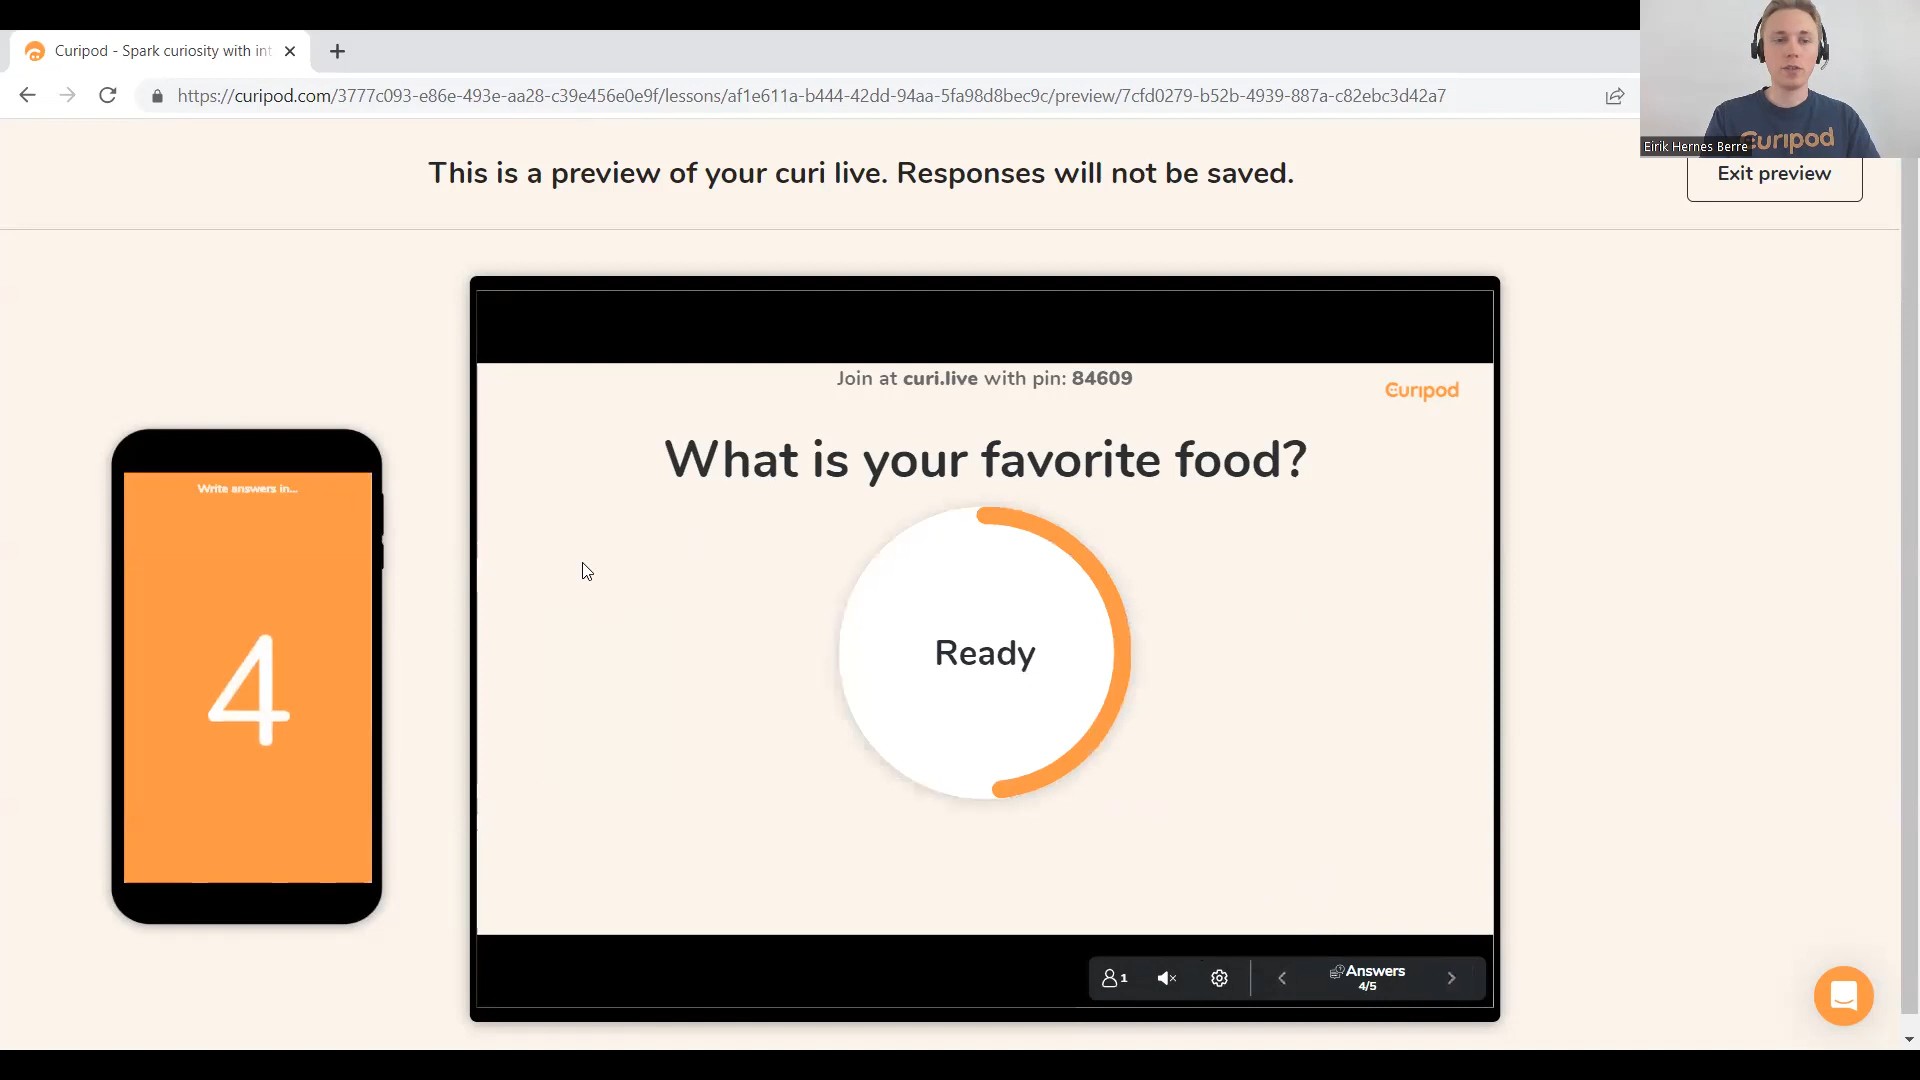 Curipod - Spark curiosity with int
https://curipod.com/3777c093-e86e-493e-aa28-c39e456e0e9f/lessons/af1e611a-b444-42dd-94aa-5fa98d8bec9c/preview/7cfd0279-b52b-4939-887a-c82ebc3d42a7
Curipod
Eirik Hernes Berre
This is a preview of your curi live. Responses will not be saved.
Exit preview
Join at curi.live with pin: 84609
Curipod
What is your favorite food?
Write answers in...
4
Ready
1
Answers
4/5